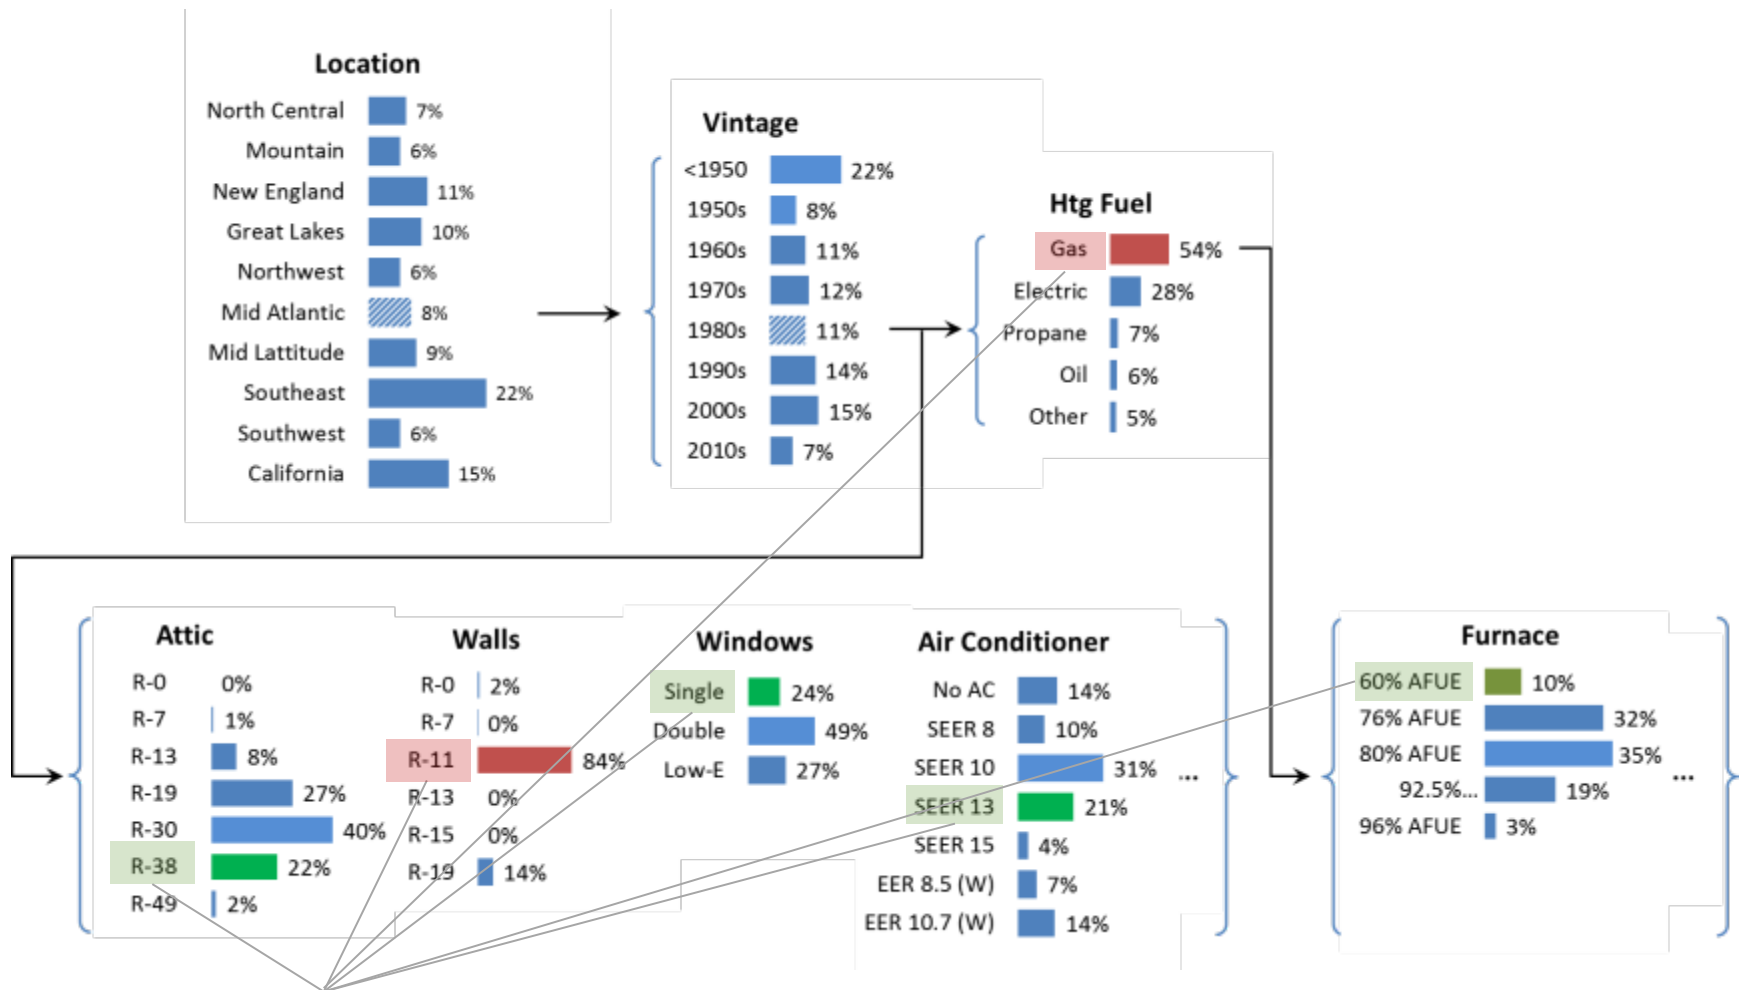 Location
North Central 7%
Mountain 6%
New England 11%
Great Lakes 10%
Northwest 6%
Mid Atlantic 8%
Mid Lattitude 9%
Southeast 22%
Southwest 6%
California 15%
Vintage
<1950 22%
1950s 8%
1960s 11%
1970s 12%
1980s 11%
1990s 14%
2000s 15%
2010s 7%
Htg Fuel
Gas 54%
Electric 28%
Propane 7%
Oil 6%
Other 5%
Attic
R-0 0%
R-7 1%
R-13 8%
R-19 27%
R-30 40%
R-38 22%
R-49 2%
Walls
R-0 2%
R-7 0%
R-11 84%
R-13 0%
R-15 0%
R-19 14%
Windows
Single 24%
Double 49%
Low-E 27%
Air Conditioner
No AC 14%
SEER 8 10%
SEER 10 31%
SEER 13 21%
SEER 15 4%
EER 8.5 (W) 7%
EER 10.7 (W) 14%
...
Furnace
60% AFUE 10%
76% AFUE 32%
80% AFUE 35%
92.5%... 19%
96% AFUE 3%
...